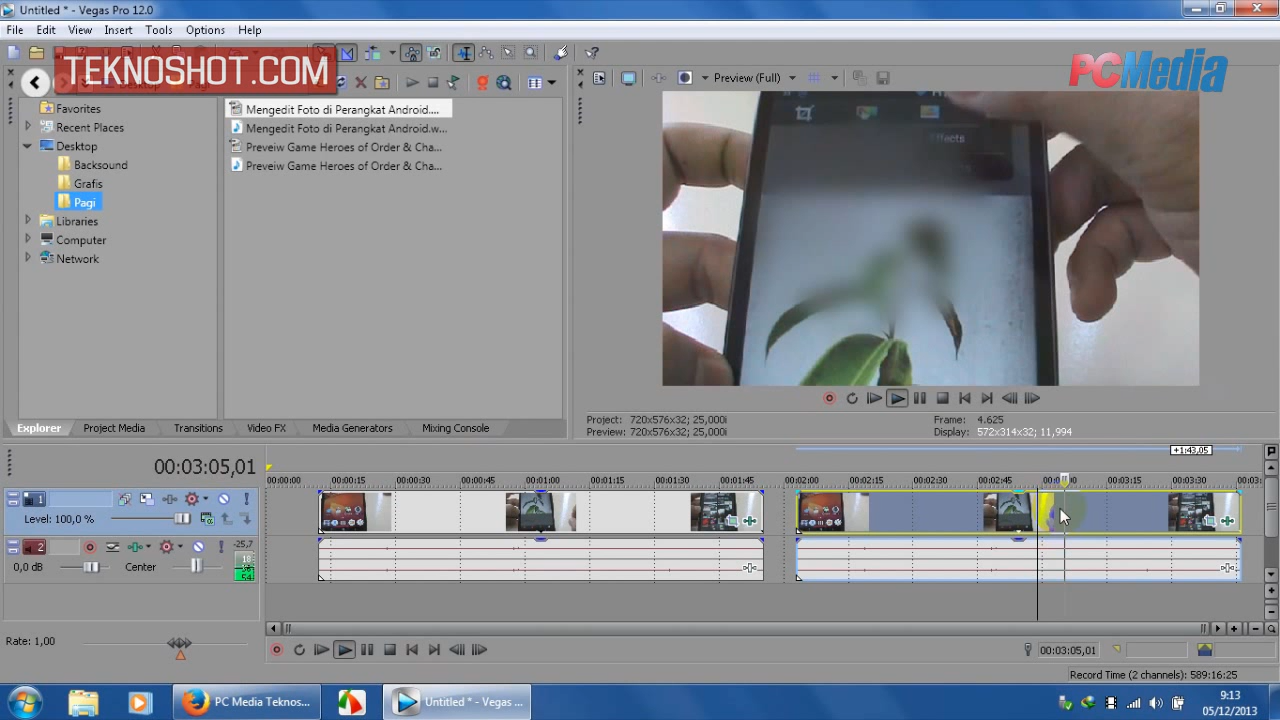 Untitled * - Vegas Pro 12.0
File Edit View Insert Tools Options Help
TEKNOSHOT.COM
PCMedia
Preview (Full)
Favorites
Recent Places
Desktop
Backsound
Grafis
Pagi
Libraries
Computer
Network
Mengedit Foto di Perangkat Android....
Mengedit Foto di Perangkat Android.w...
Preveiw Game Heroes of Order & Cha...
Preveiw Game Heroes of Order & Cha...
Effects
Explorer Project Media Transitions Video FX Media Generators Mixing Console
Project: 720x576x32; 25,000i
Preview: 720x576x32; 25,000i
Frame: 4.625
Display: 572x314x32; 11,994
+1:43,05
00:03:05,01
00:00:00 00:00:15 00:00:30 00:00:45 00:01:00 00:01:15 00:01:30 00:01:45 00:02:00 00:02:15 00:02:30 00:02:45 00:03:15 00:03:30
1
Level: 100,0 %
2
-25,7
18
54
0,0 dB Center
Rate: 1,00
00:03:05,01
Record Time (2 channels): 589:16:25
PC Media Teknos...
Untitled * - Vegas ...
9:13
05/12/2013